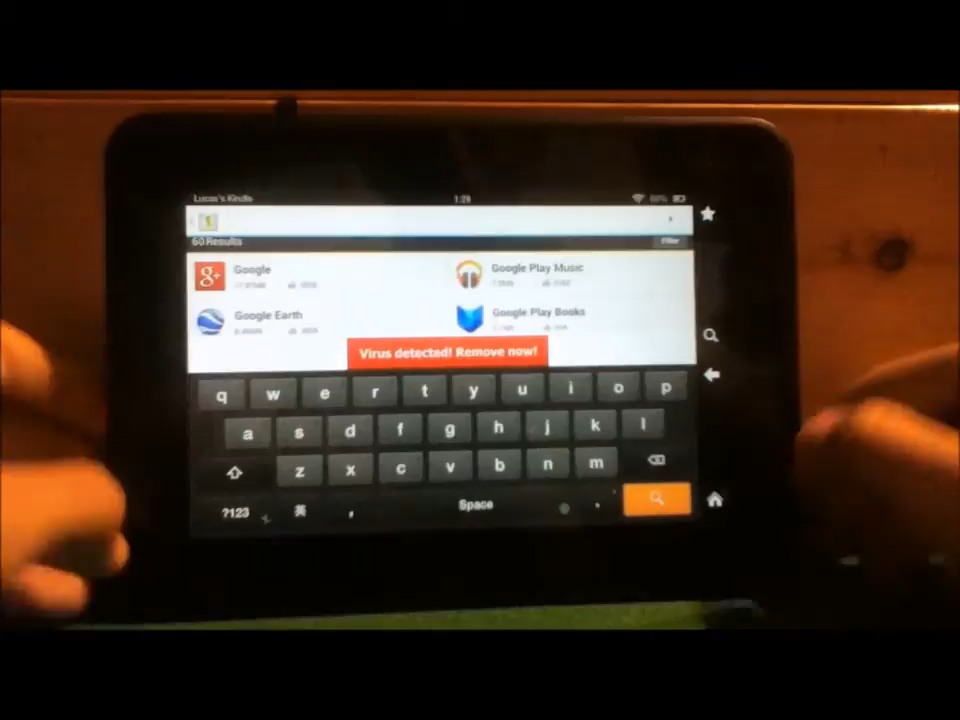 Lucas's Kindle 1:29
60 Results Filter
Google
Google Play Music
Google Earth
Google Play Books
Virus detected! Remove now!
q w e r t y u i o p
a s d f g h j k l
z x c v b n m
?123 英 , Space .